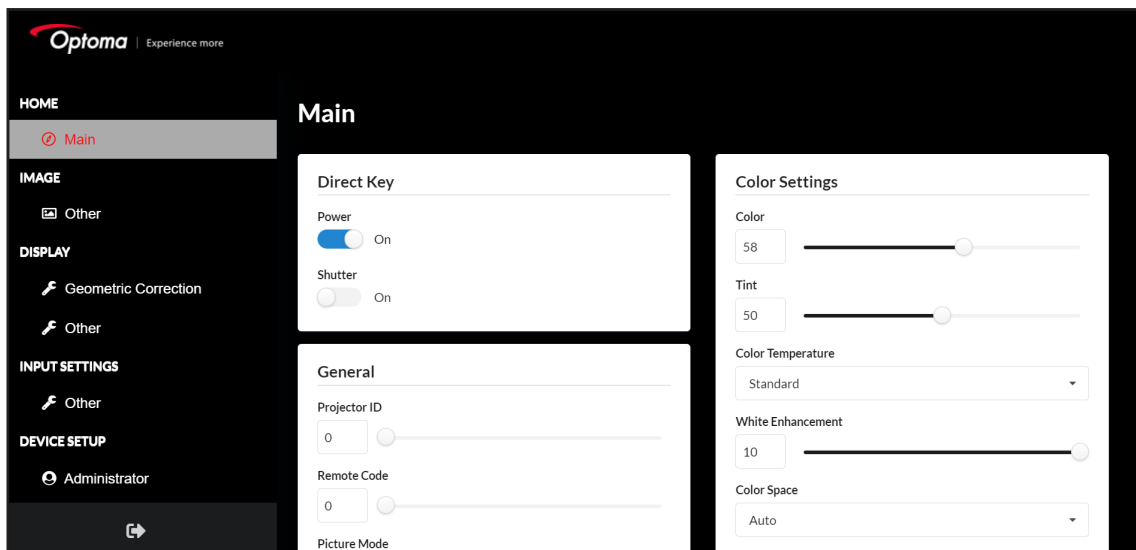 Optoma | Experience more
HOME
Main
IMAGE
Other
DISPLAY
Geometric Correction
Other
INPUT SETTINGS
Other
DEVICE SETUP
Administrator
Main
Direct Key
Power
On
Shutter
On
General
Projector ID
0
Remote Code
0
Picture Mode
Color Settings
Color
58
Tint
50
Color Temperature
Standard
White Enhancement
10
Color Space
Auto